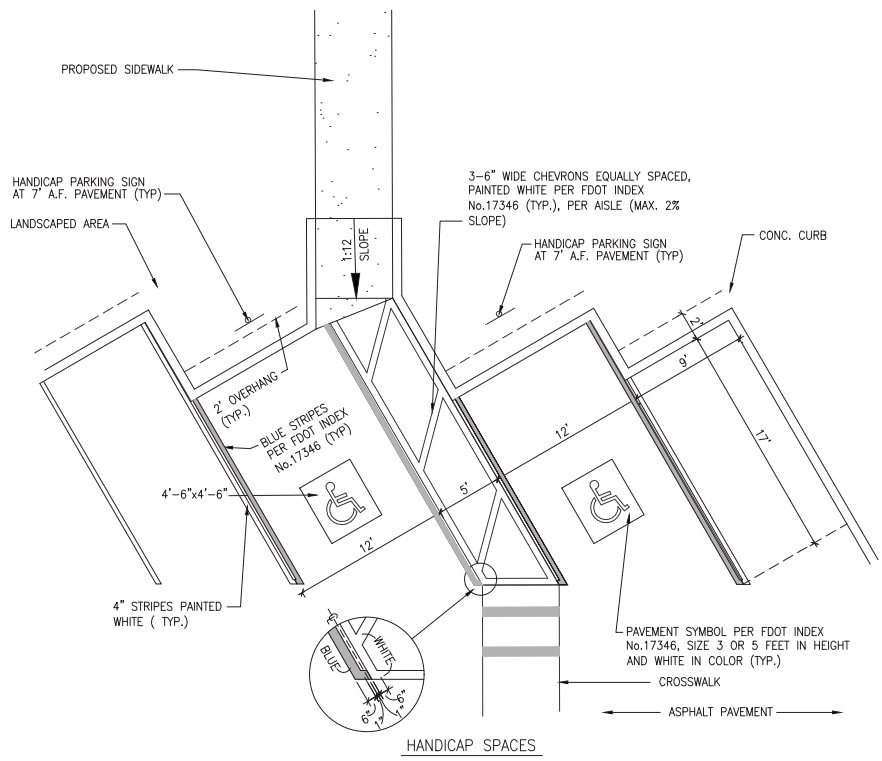 PROPOSED SIDEWALK
HANDICAP PARKING SIGN
AT 7' A.F. PAVEMENT (TYP)
LANDSCAPED AREA
1:12
SLOPE
3-6" WIDE CHEVRONS EQUALLY SPACED,
PAINTED WHITE PER FDOT INDEX
No.17346 (TYP.), PER AISLE (MAX. 2%
SLOPE)
HANDICAP PARKING SIGN
AT 7' A.F. PAVEMENT (TYP)
CONC. CURB
2'
9'
17'
2' OVERHANG
(TYP.)
BLUE STRIPES
PER FDOT INDEX
No.17346 (TYP)
4'-6"x4'-6"
12'
5'
12'
4" STRIPES PAINTED
WHITE ( TYP.)
BLUE
WHITE
6"
1"
1"
6"
PAVEMENT SYMBOL PER FDOT INDEX
No.17346, SIZE 3 OR 5 FEET IN HEIGHT
AND WHITE IN COLOR (TYP.)
CROSSWALK
ASPHALT PAVEMENT
HANDICAP SPACES